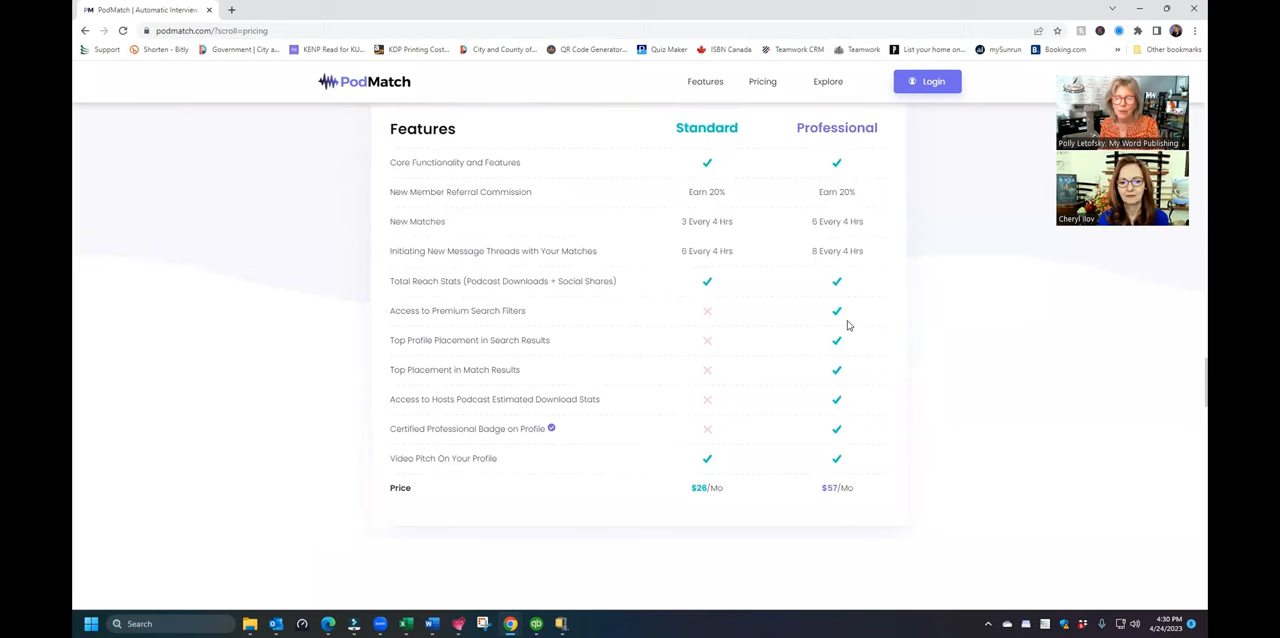 PM PodMatch | Automatic Interview
podmatch.com/?scroll=pricing
Support
Shorten - Bitly
Government | City a...
KENP Read for KU...
KDP Printing Cost...
City and County of...
QR Code Generator...
Quiz Maker
ISBN Canada
Teamwork CRM
Teamwork
List your home on...
mySunrun
Booking.com
»
Other bookmarks
PodMatch
Features
Pricing
Explore
Login
Features Standard Professional
Core Functionality and Features
New Member Referral Commission Earn 20% Earn 20%
New Matches 3 Every 4 Hrs 6 Every 4 Hrs
Initiating New Message Threads with Your Matches 6 Every 4 Hrs 8 Every 4 Hrs
Total Reach Stats (Podcast Downloads + Social Shares)
Access to Premium Search Filters
Top Profile Placement in Search Results
Top Placement in Match Results
Access to Hosts Podcast Estimated Download Stats
Certified Professional Badge on Profile
Video Pitch On Your Profile
Price $26/Mo $57/Mo
Polly Letofsky, My Word Publishing
Cheryl Ilov
Search
4:30 PM
4/24/2023